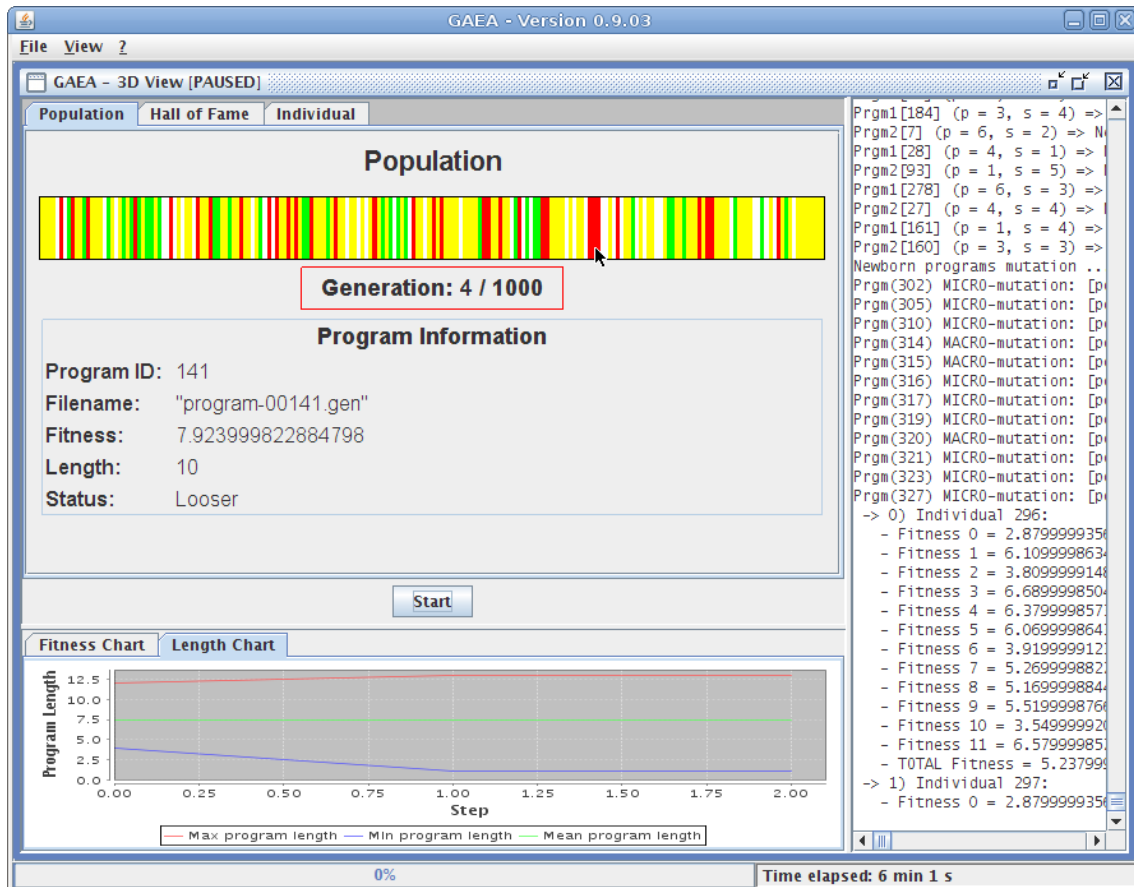 GAEA - Version 0.9.03
File View ?
GAEA - 3D View [PAUSED]
Population Hall of Fame Individual
Population
Generation: 4 / 1000
Program Information
Program ID: 141
Filename: "program-00141.gen"
Fitness: 7.923999822884798
Length: 10
Status: Looser
Start
Fitness Chart Length Chart
Program Length
12.5
10.0
7.5
5.0
2.5
0.0
0.00 0.25 0.50 0.75 1.00 1.25 1.50 1.75 2.00
Step
Max program length Min program length Mean program length
Prgm1[184] (p = 3, s = 4) =>
Prgm2[7] (p = 6, s = 2) =>
Prgm1[28] (p = 4, s = 1) =>
Prgm2[93] (p = 1, s = 5) =>
Prgm1[278] (p = 6, s = 3) =>
Prgm2[27] (p = 4, s = 4) =>
Prgm1[161] (p = 1, s = 4) =>
Prgm2[160] (p = 3, s = 3) =>
Newborn programs mutation ..
Prgm(302) MICRO-mutation:
Prgm(305) MICRO-mutation:
Prgm(310) MICRO-mutation:
Prgm(314) MACRO-mutation:
Prgm(315) MACRO-mutation:
Prgm(316) MICRO-mutation:
Prgm(317) MICRO-mutation:
Prgm(319) MICRO-mutation:
Prgm(320) MACRO-mutation:
Prgm(321) MICRO-mutation:
Prgm(323) MICRO-mutation:
Prgm(327) MICRO-mutation:
-> 0) Individual 296:
- Fitness 0 = 2.879999935
- Fitness 1 = 6.109999863
- Fitness 2 = 3.809999914
- Fitness 3 = 6.689999850
- Fitness 4 = 6.379999857
- Fitness 5 = 6.069999864
- Fitness 6 = 3.919999912
- Fitness 7 = 5.269999882
- Fitness 8 = 5.169999884
- Fitness 9 = 5.519999876
- Fitness 10 = 3.54999992
- Fitness 11 = 6.57999985
- TOTAL Fitness = 5.237999
-> 1) Individual 297:
- Fitness 0 = 2.879999935
0%
Time elapsed: 6 min 1 s